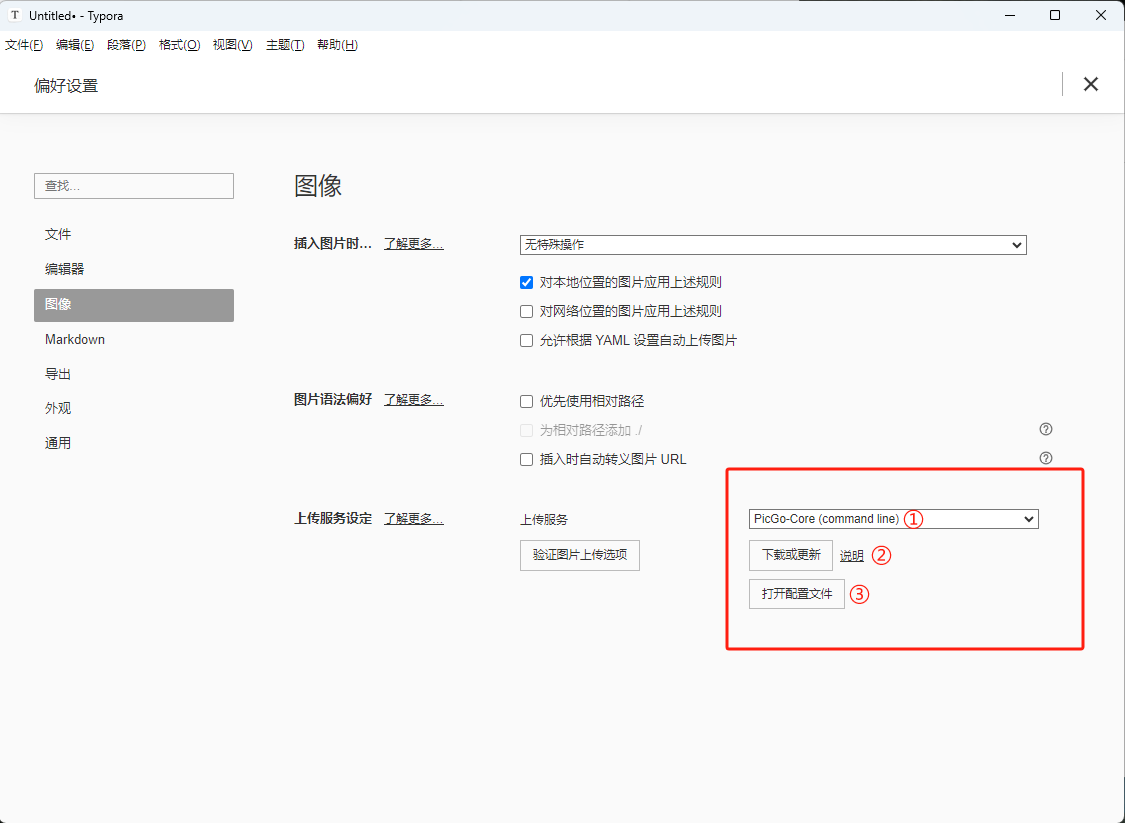 Untitled• - Typora
文件(F) 编辑(E) 段落(P) 格式(O) 视图(V) 主题(T) 帮助(H)
偏好设置
查找...
文件
编辑器
图像
Markdown
导出
外观
通用
图像
插入图片时... 了解更多... 无特殊操作
对本地位置的图片应用上述规则
对网络位置的图片应用上述规则
允许根据 YAML 设置自动上传图片
图片语法偏好 了解更多... 优先使用相对路径
为相对路径添加 ./
插入时自动转义图片 URL
上传服务设定 了解更多... 上传服务 PicGo-Core (command line) ①
验证图片上传选项 下载或更新 说明 ②
打开配置文件 ③